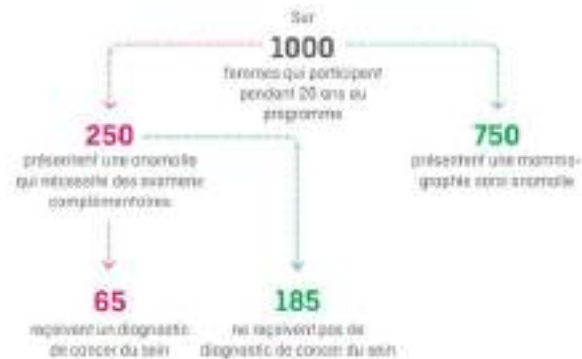 Sur
1000
femmes qui participent
pendant 20 ans au
programme
250
présentent une anomalie
qui nécessite des examens
complémentaires
750
présentent une mammo-
graphie sans anomalie
65
reçoivent un diagnostic
de cancer du sein
185
ne reçoivent pas de
diagnostic de cancer du sein